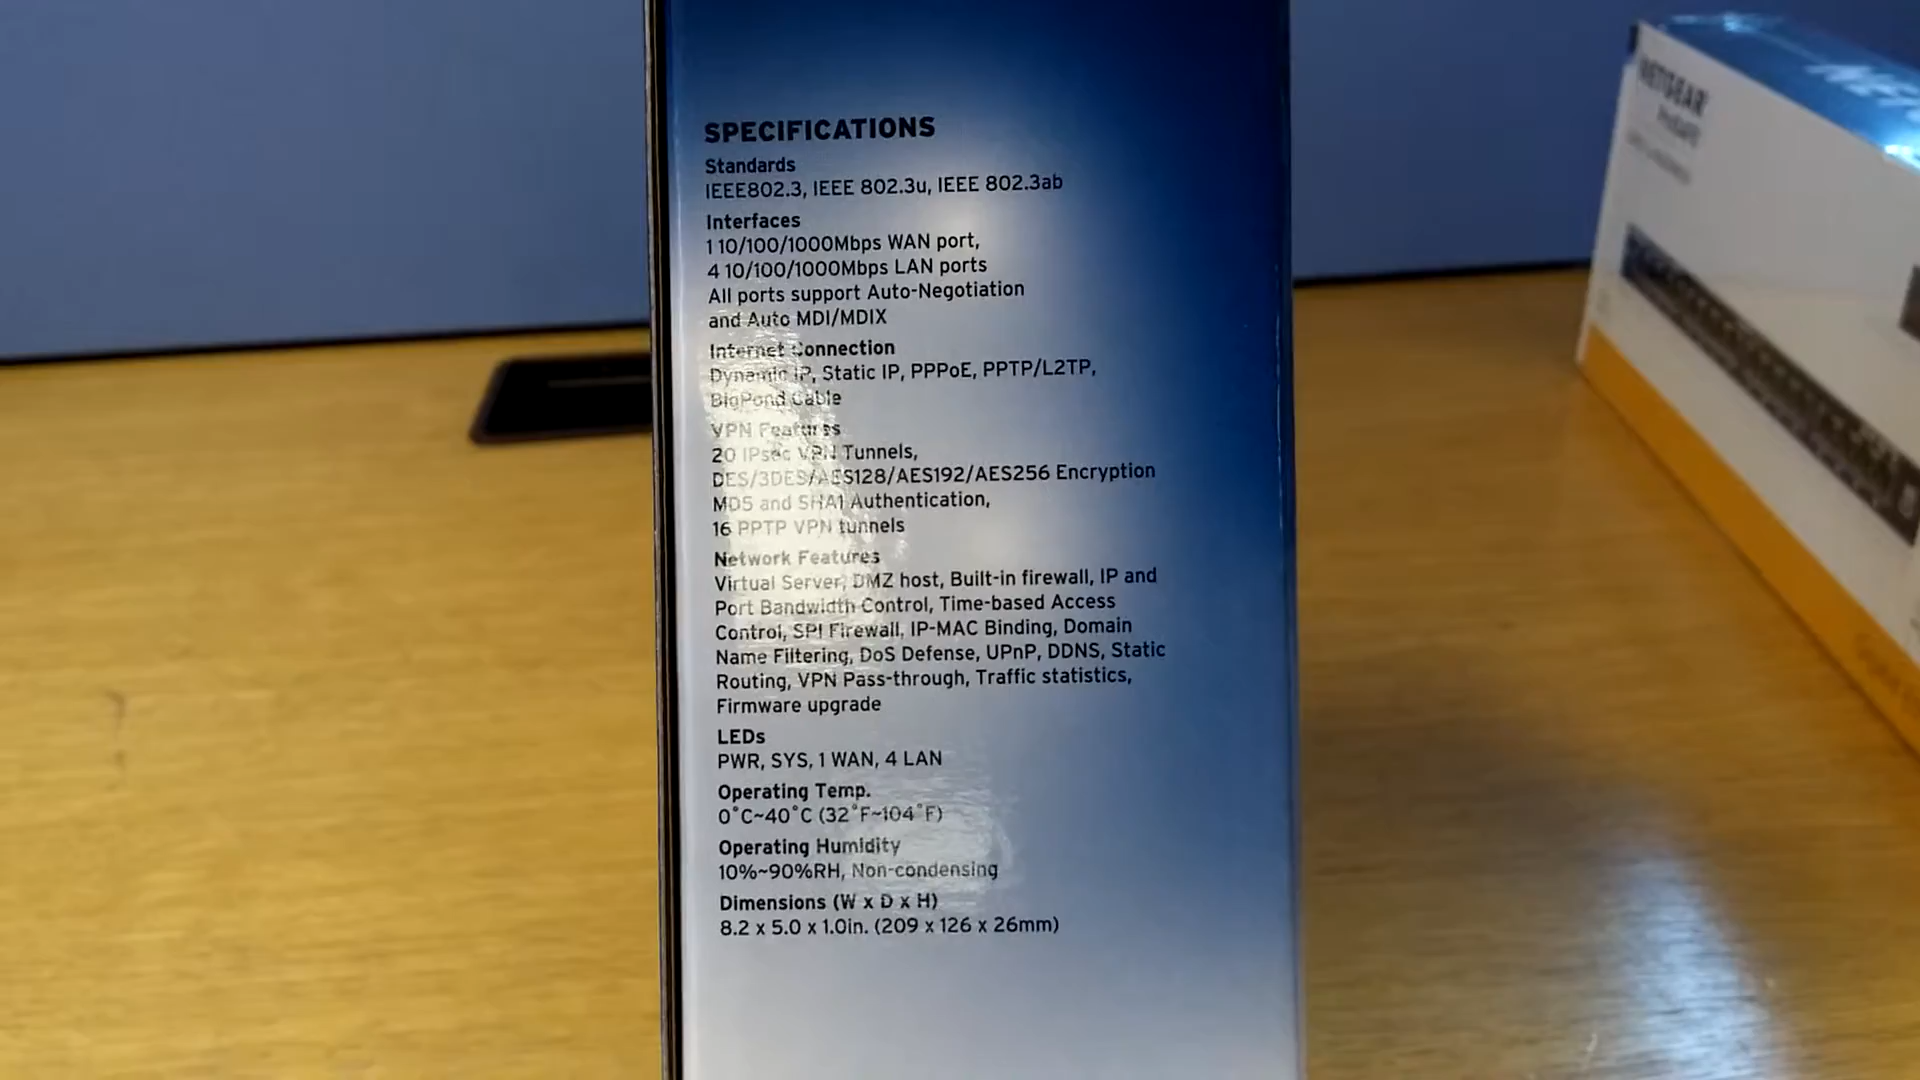 SPECIFICATIONS
Standards
IEEE802.3, IEEE 802.3u, IEEE 802.3ab
Interfaces
1 10/100/1000Mbps WAN port,
4 10/100/1000Mbps LAN ports
All ports support Auto-Negotiation
and Auto MDI/MDIX
Internet Connection
Dynamic IP, Static IP, PPPoE, PPTP/L2TP,
BigPond Cable
VPN Features
20 IPsec VPN Tunnels,
DES/3DES/AES128/AES192/AES256 Encryption
MD5 and SHA1 Authentication,
16 PPTP VPN tunnels
Network Features
Virtual Server, DMZ host, Built-in firewall, IP and
Port Bandwidth Control, Time-based Access
Control, SPI Firewall, IP-MAC Binding, Domain
Name Filtering, DoS Defense, UPnP, DDNS, Static
Routing, VPN Pass-through, Traffic statistics,
Firmware upgrade
LEDs
PWR, SYS, 1 WAN, 4 LAN
Operating Temp.
0°C~40°C (32°F~104°F)
Operating Humidity
10%~90%RH, Non-condensing
Dimensions (W x D x H)
8.2 x 5.0 x 1.0in. (209 x 126 x 26mm)
NETGEAR